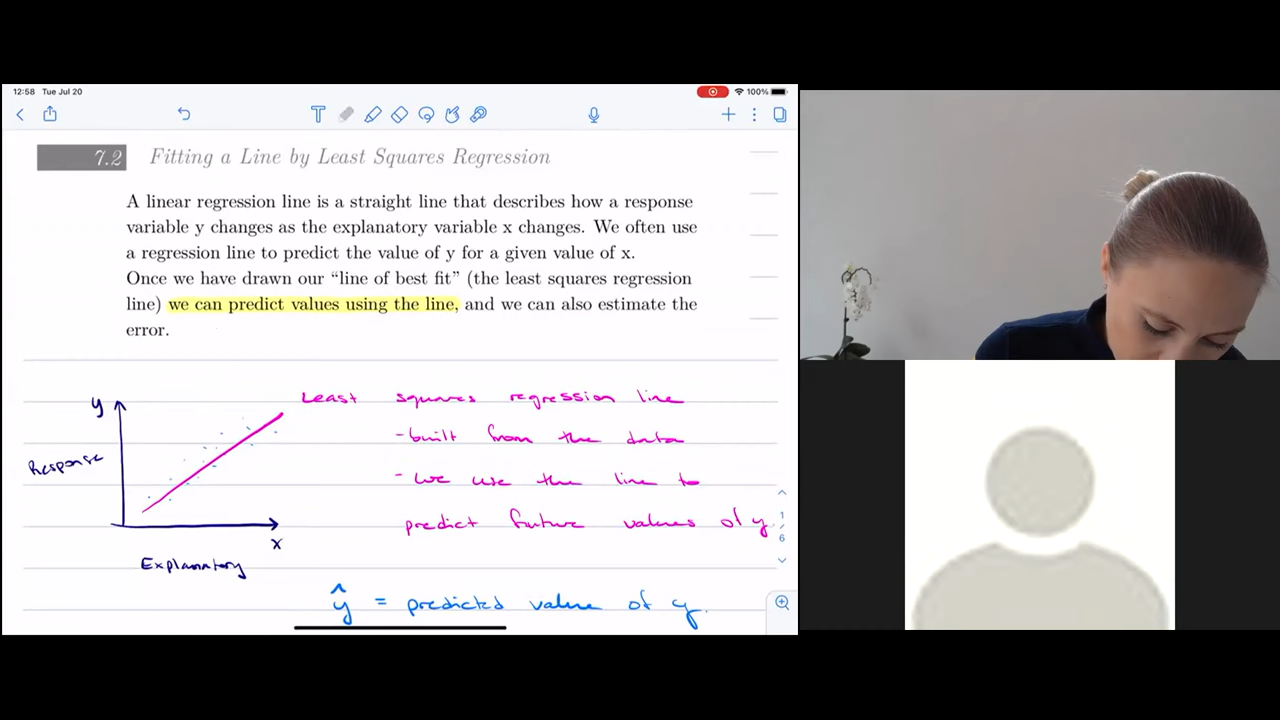 12:58 Tue Jul 20
100%
7.2 Fitting a Line by Least Squares Regression
A linear regression line is a straight line that describes how a response
variable y changes as the explanatory variable x changes. We often use
a regression line to predict the value of y for a given value of x.
Once we have drawn our “line of best fit” (the least squares regression
line) we can predict values using the line, and we can also estimate the
error.
y
Response
x
Explanatory
Least squares regression line
-built from the data
-we use the line to
predict future values of y
1
/
6
ŷ = predicted value of y.